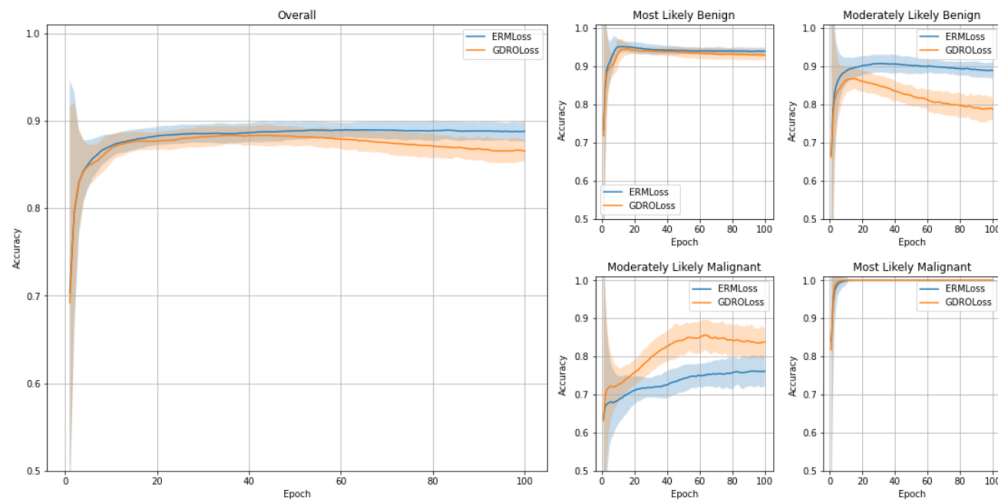 Overall
ERMLoss
GDROLoss
1.0
0.9
0.8
0.7
0.6
0.5
Accuracy
0
20
40
60
80
100
Epoch
Most Likely Benign
1.0
0.9
0.8
0.7
0.6
0.5
Accuracy
ERMLoss
GDROLoss
0
20
40
60
80
100
Epoch
Moderately Likely Benign
ERMLoss
GDROLoss
1.0
0.9
0.8
0.7
0.6
0.5
Accuracy
0
20
40
60
80
100
Epoch
Moderately Likely Malignant
ERMLoss
GDROLoss
1.0
0.9
0.8
0.7
0.6
0.5
Accuracy
0
20
40
60
80
100
Epoch
Most Likely Malignant
ERMLoss
GDROLoss
1.0
0.9
0.8
0.7
0.6
0.5
Accuracy
0
20
40
60
80
100
Epoch